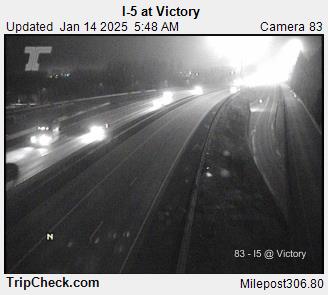 I-5 at Victory
Updated  Jan 14 2025  5:48 AM
Camera 83
T
N
83 - I5 @ Victory
TripCheck.com
Milepost306.80